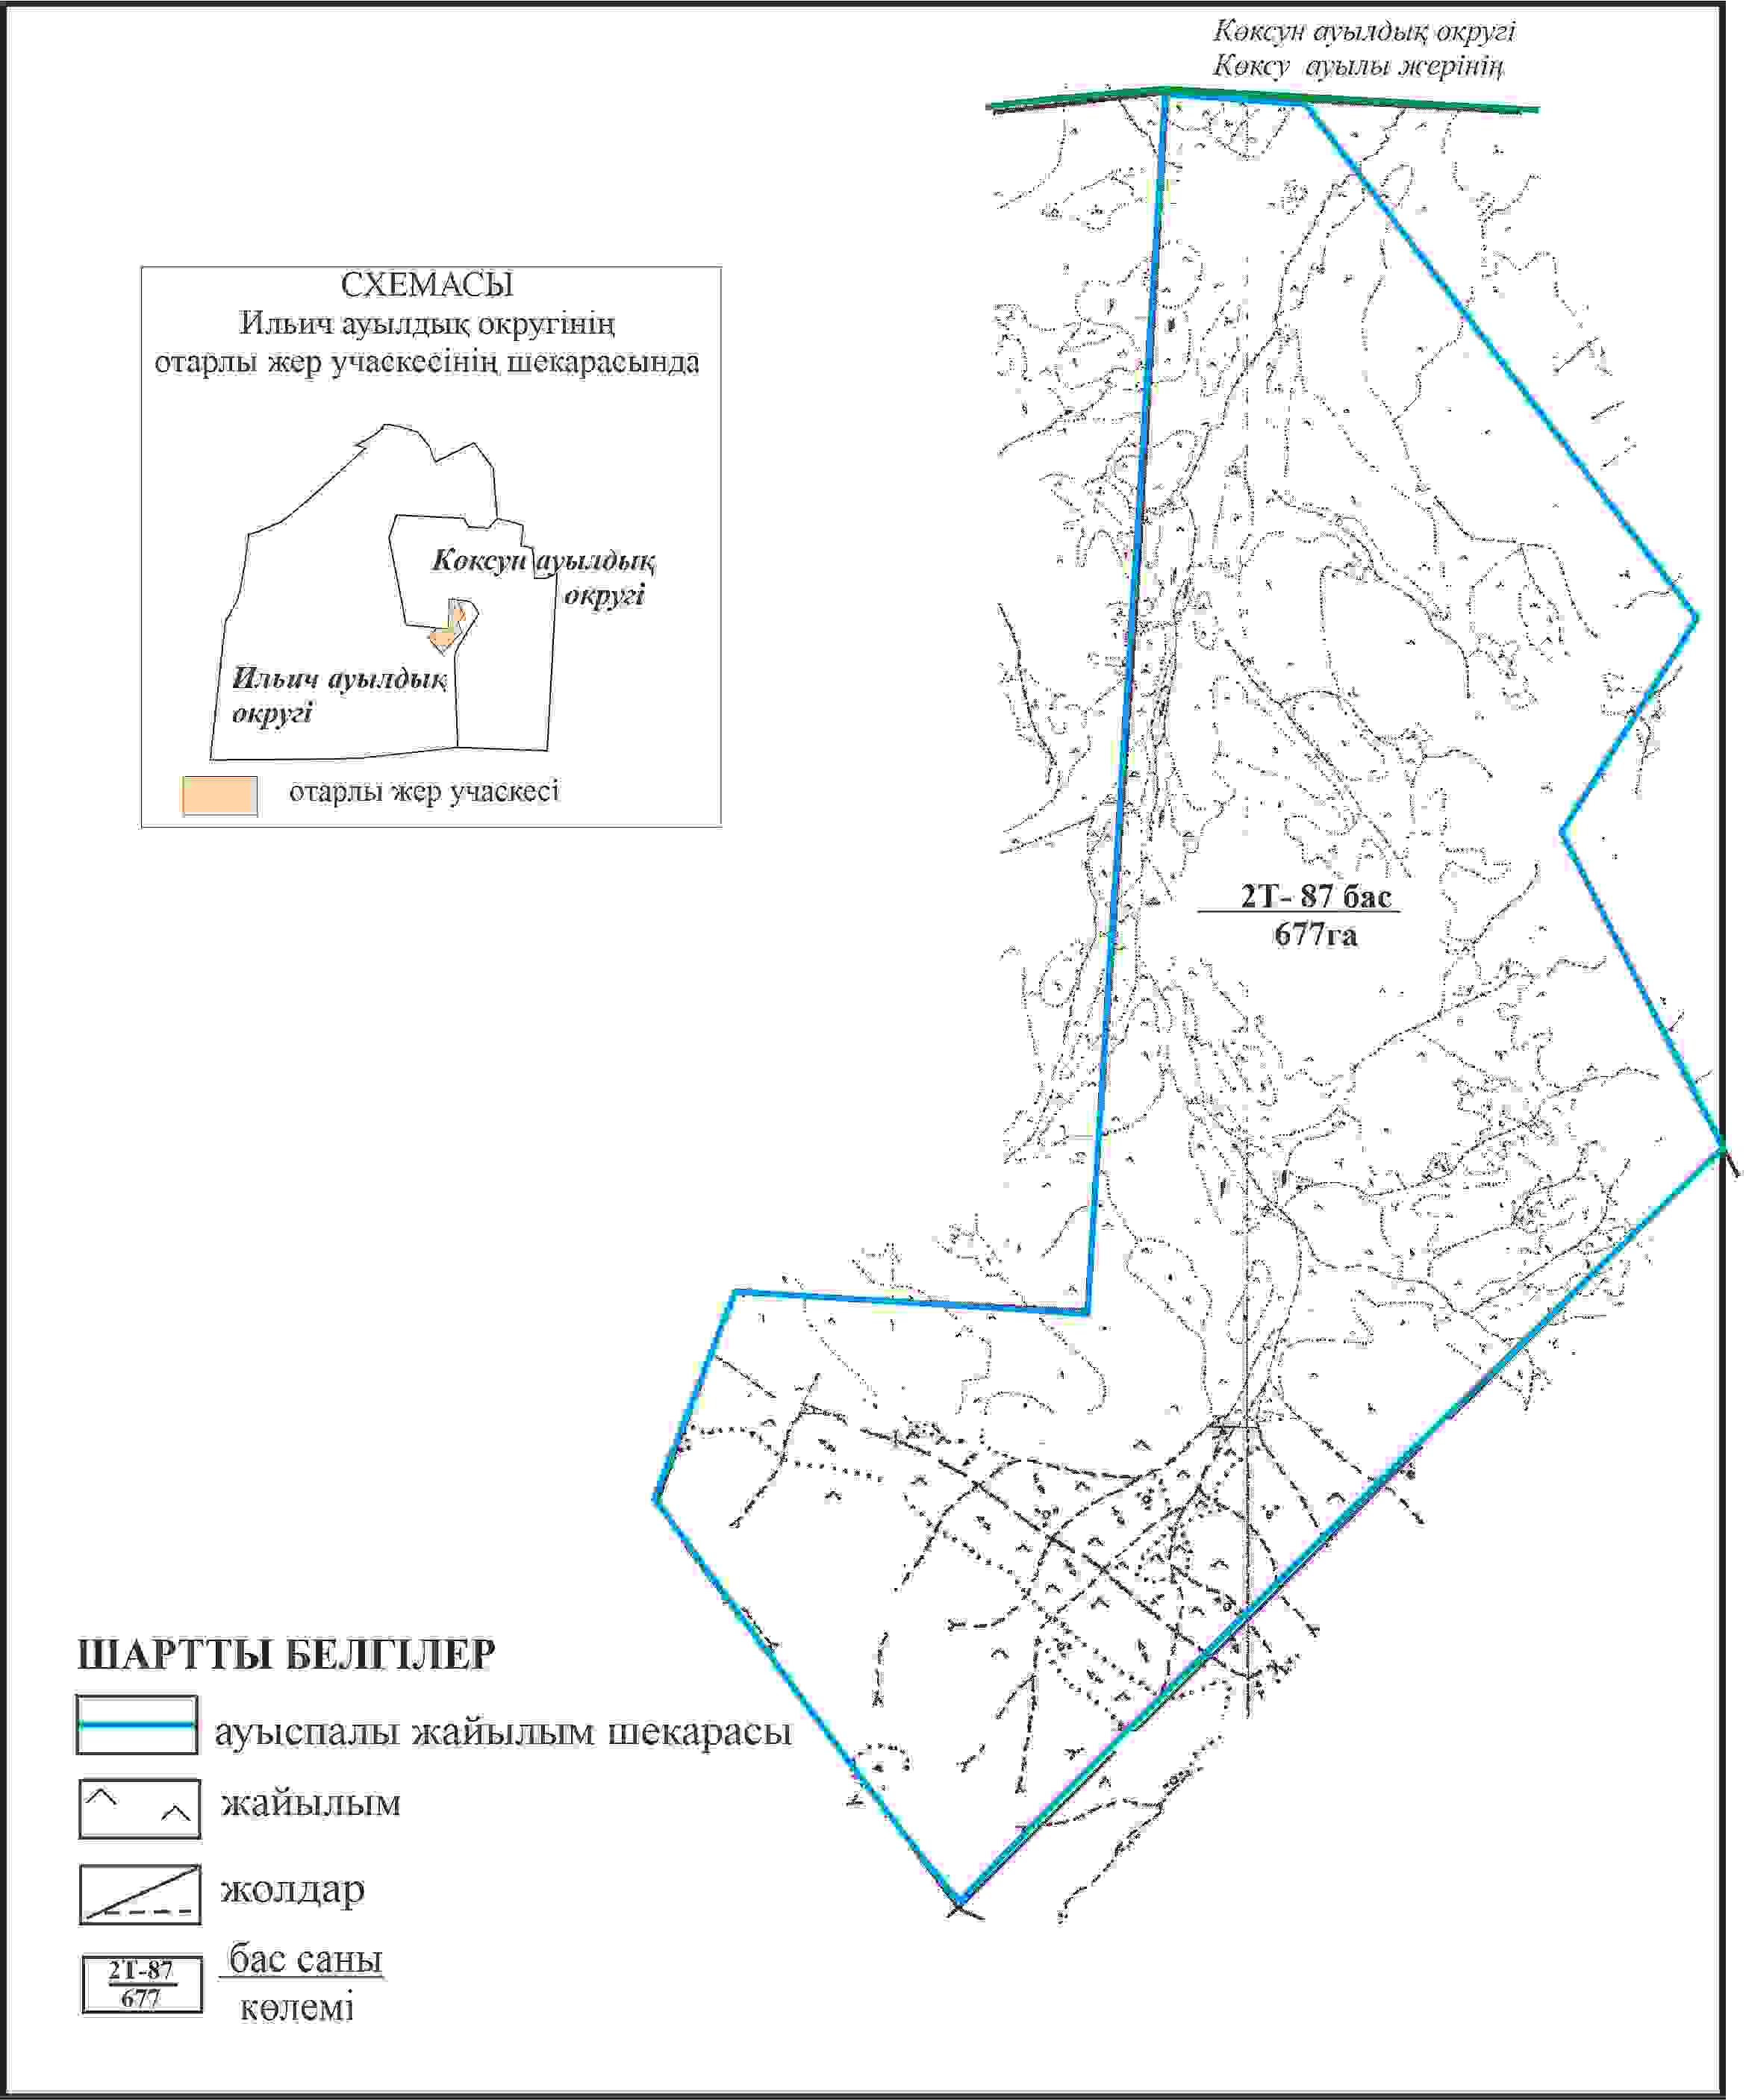 Көксун ауылдық округі
Көксу ауылы жерінің
СХЕМАСЫ
Ильич ауылдық округінің
отарлы жер учаскесінің шекарасында
Көксун ауылдық
округі
Ильич ауылдық
округі
отарлы жер учаскесі
2Т- 87 бас
677га
ШАРТТЫ БЕЛГІЛЕР
ауыспалы жайылым шекарасы
жайылым
жолдар
2Т-87
677
бас саны
көлемі